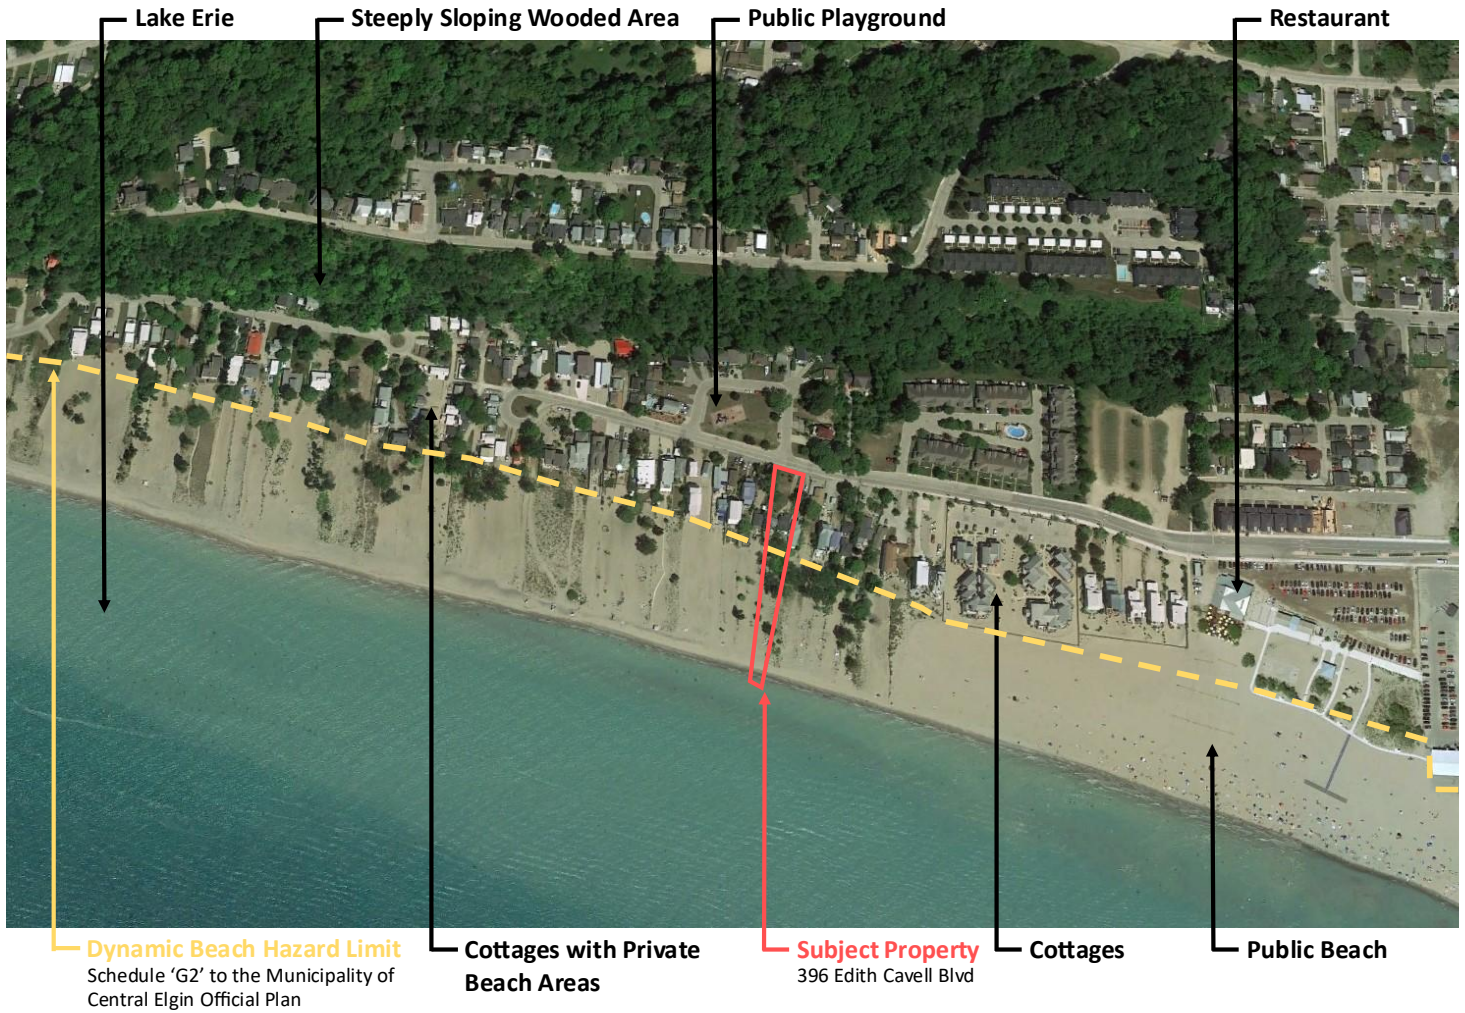 Lake Erie
Steeply Sloping Wooded Area
Public Playground
Restaurant
Dynamic Beach Hazard Limit
Schedule ‘G2’ to the Municipality of
Central Elgin Official Plan
Cottages with Private
Beach Areas
Subject Property
396 Edith Cavell Blvd
Cottages
Public Beach